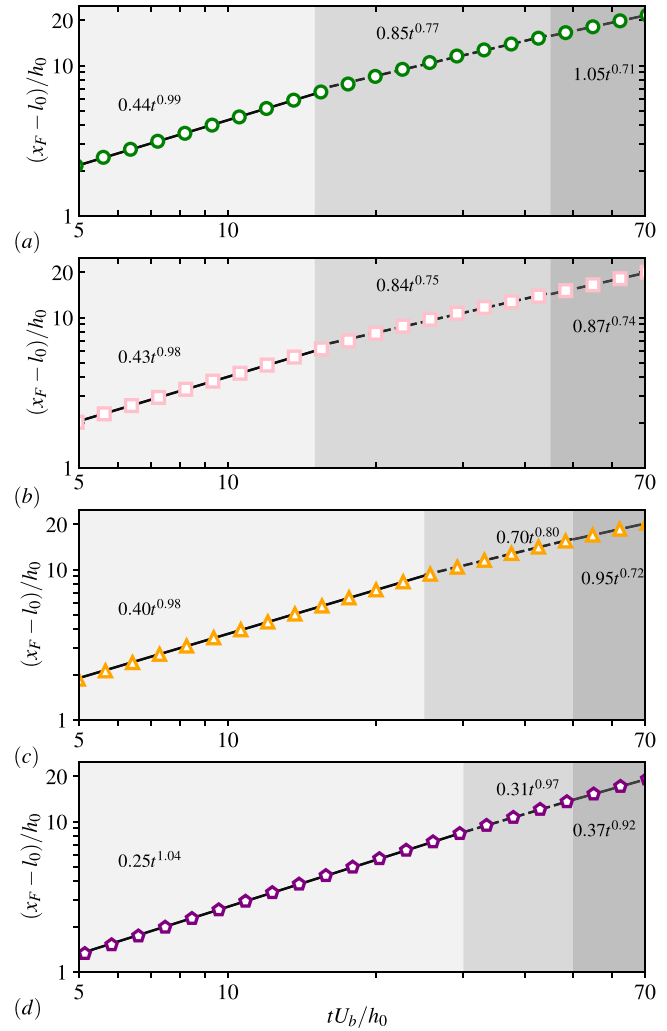 20
0.85t^{0.77}
10
1.05t^{0.71}
0.44t^{0.99}
(x_F − l_0)/h_0
1
5
10
70
(a)
20
0.84t^{0.75}
10
0.87t^{0.74}
0.43t^{0.98}
(x_F − l_0)/h_0
1
5
10
70
(b)
20
0.70t^{0.80}
10
0.95t^{0.72}
0.40t^{0.98}
(x_F − l_0)/h_0
1
5
10
70
(c)
20
0.31t^{0.97}
10
0.37t^{0.92}
0.25t^{1.04}
(x_F − l_0)/h_0
1
5
10
70
(d)
tU_b/h_0